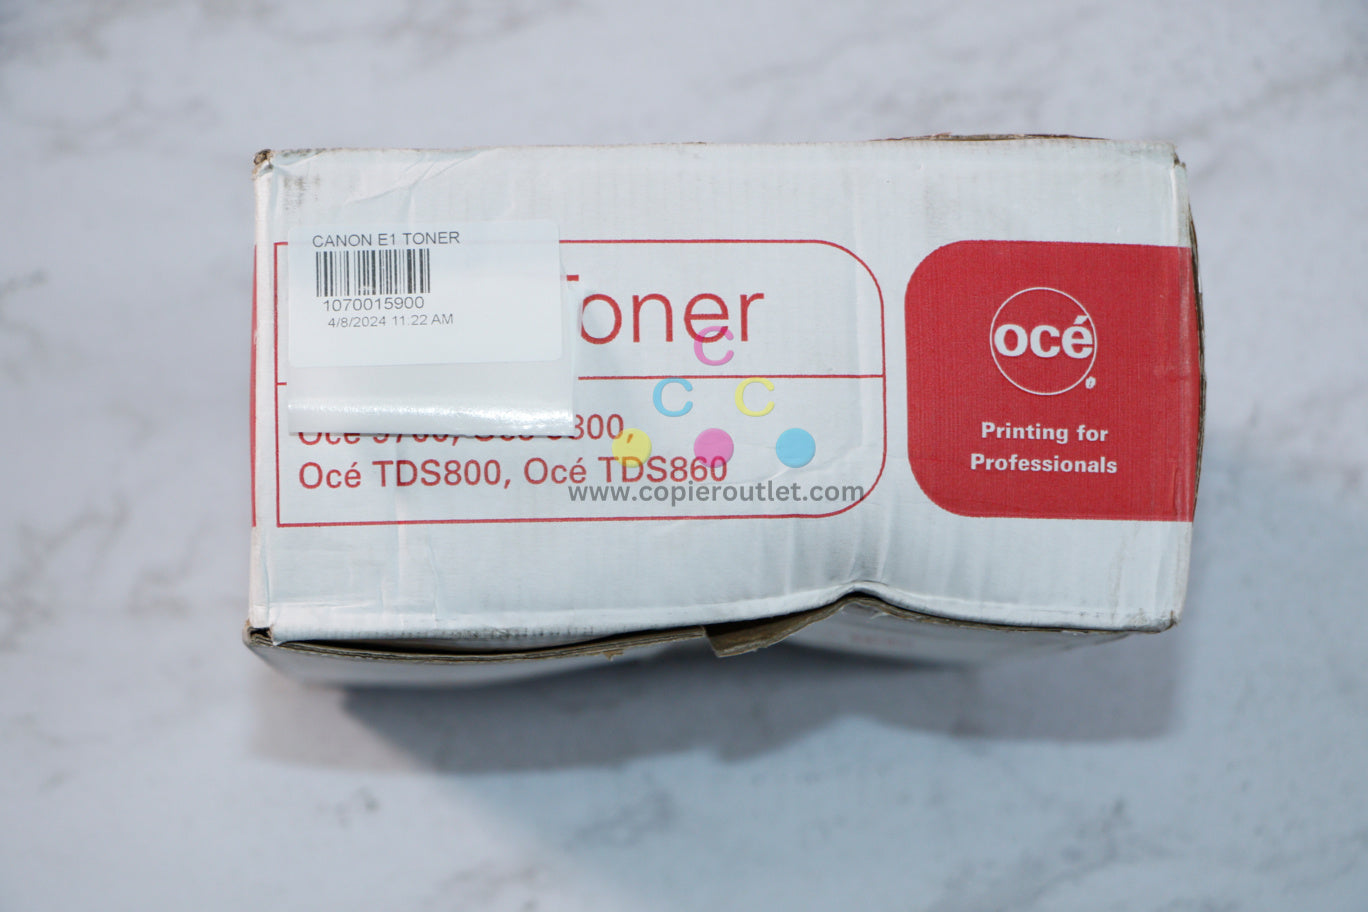 CANON E1 TONER
1070015900
4/8/2024 11:22 AM
Toner
Océ TDS800, Océ TDS860
océ
Printing for
Professionals
C
C C
www.copieroutlet.com